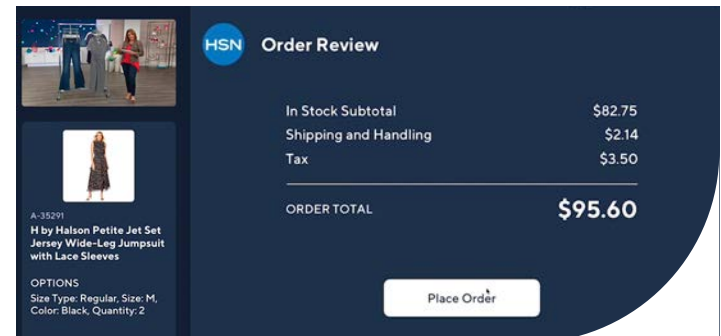 HSN Order Review
In Stock Subtotal $82.75
Shipping and Handling $2.14
Tax $3.50
ORDER TOTAL $95.60
Place Order
A-35291
H by Halson Petite Jet Set
Jersey Wide-Leg Jumpsuit
with Lace Sleeves
OPTIONS
Size Type: Regular, Size: M,
Color: Black, Quantity: 2